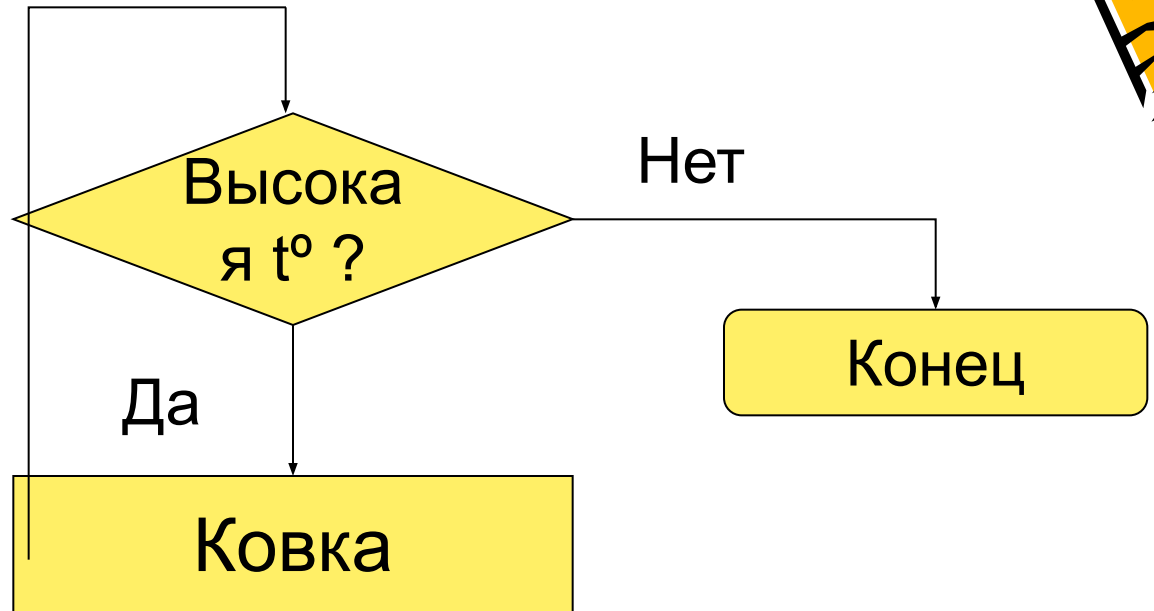 Нет
Высока
я tº ?
Конец
Да
Ковка